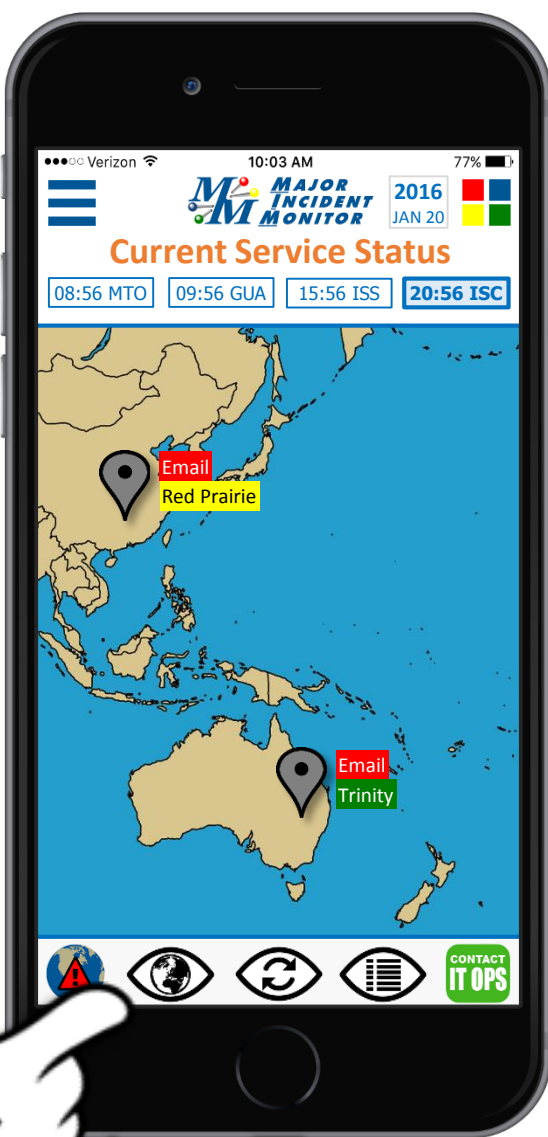 ●●●○○ Verizon 10:03 AM 77%
MM MAJOR INCIDENT MONITOR
2016
JAN 20
Current Service Status
08:56 MTO 09:56 GUA 15:56 ISS 20:56 ISC
Email
Red Prairie
Email
Trinity
CONTACT
IT OPS